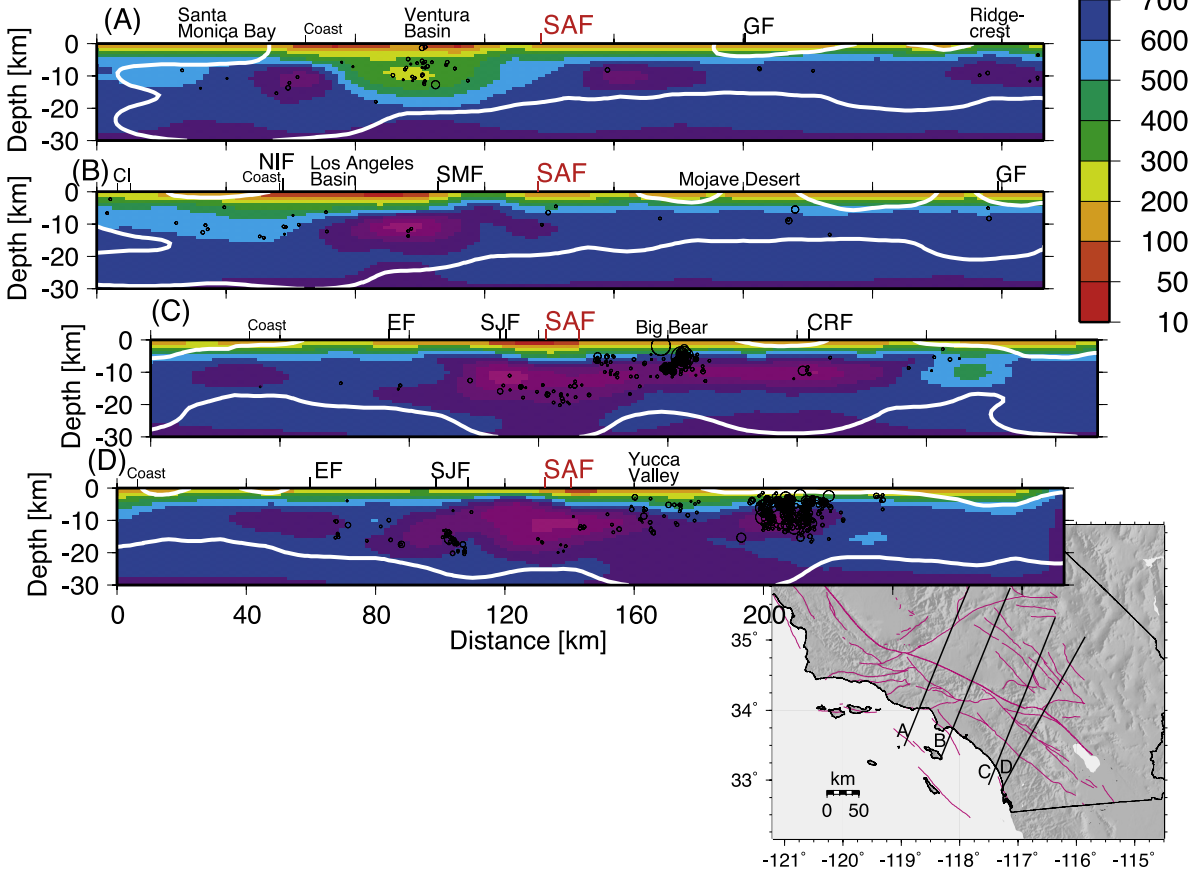 (A)
Santa
Monica Bay
Coast
Ventura
Basin
SAF
GF
Ridge-
crest
Depth [km]
0
-10
-20
-30
(B)
CI
Coast
NIF
Los Angeles
Basin
SMF
SAF
Mojave Desert
GF
Depth [km]
0
-10
-20
-30
(C)
Coast
EF
SJF
SAF
Big Bear
CRF
Depth [km]
0
-10
-20
-30
(D)
Coast
EF
SJF
SAF
Yucca
Valley
Depth [km]
0
-10
-20
-30
0 40 80 120 160 200
Distance [km]
700
600
500
400
300
200
100
50
10
35°
34°
33°
A
B
C
D
km
0 50
-121 -120 -119 -118 -117 -116 -115